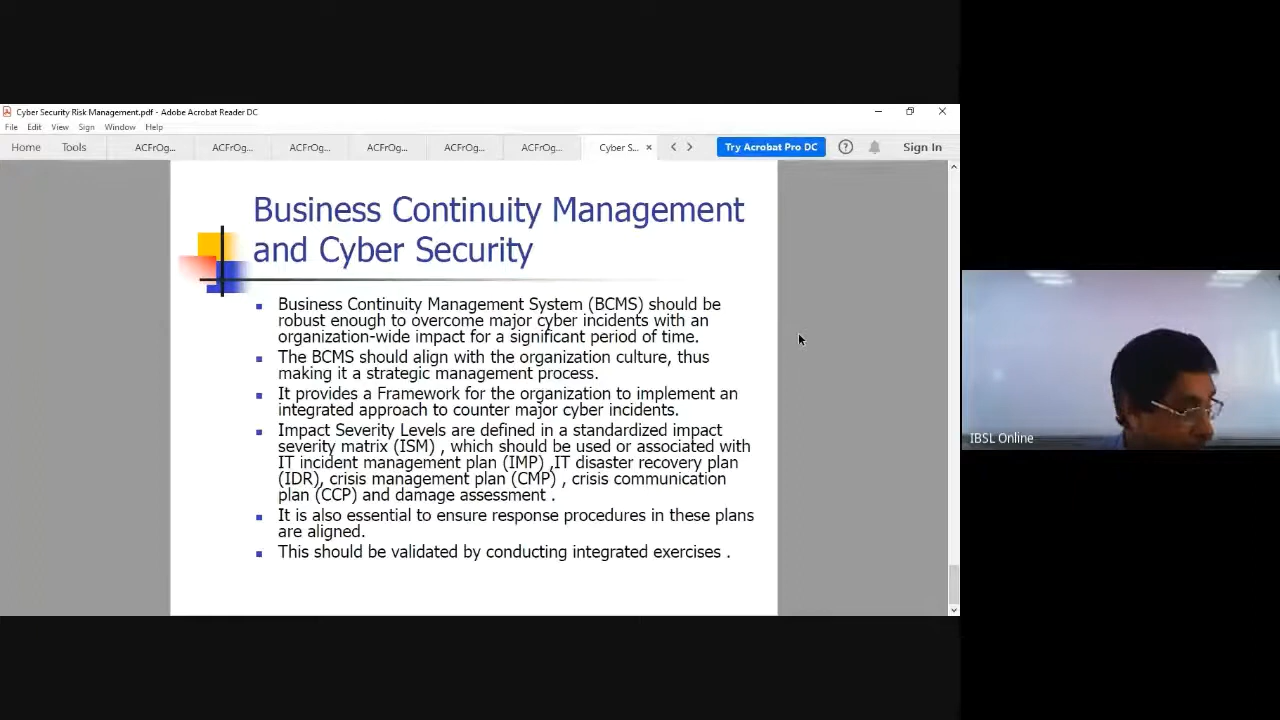 Cyber Security Risk Management.pdf - Adobe Acrobat Reader DC
File Edit View Sign Window Help
Home Tools ACFrOg... ACFrOg... ACFrOg... ACFrOg... ACFrOg... ACFrOg... Cyber S... × Try Acrobat Pro DC Sign In
Business Continuity Management
and Cyber Security
Business Continuity Management System (BCMS) should be
robust enough to overcome major cyber incidents with an
organization-wide impact for a significant period of time.
The BCMS should align with the organization culture, thus
making it a strategic management process.
It provides a Framework for the organization to implement an
integrated approach to counter major cyber incidents.
Impact Severity Levels are defined in a standardized impact
severity matrix (ISM) , which should be used or associated with
IT incident management plan (IMP) ,IT disaster recovery plan
(IDR), crisis management plan (CMP) , crisis communication
plan (CCP) and damage assessment .
It is also essential to ensure response procedures in these plans
are aligned.
This should be validated by conducting integrated exercises .
IBSL Online